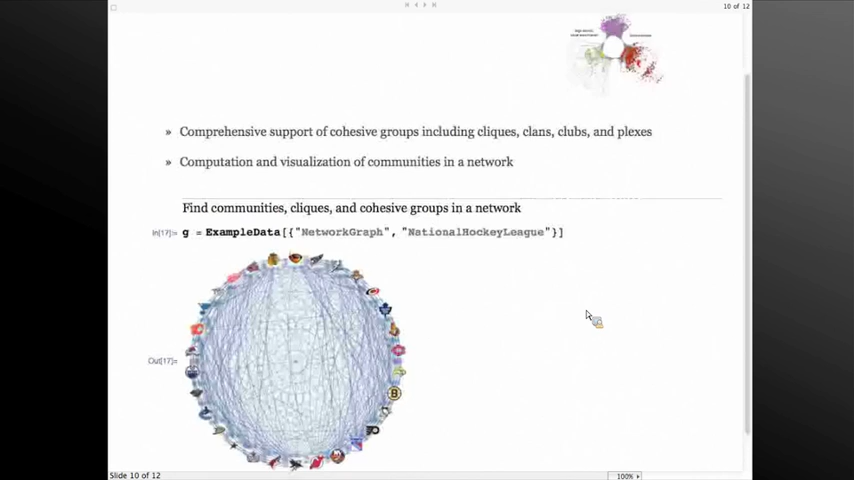 10 of 12
» Comprehensive support of cohesive groups including cliques, clans, clubs, and plexes
» Computation and visualization of communities in a network
Find communities, cliques, and cohesive groups in a network
In[17]:= g = ExampleData[{"NetworkGraph", "NationalHockeyLeague"}]
Out[17]=
B
Slide 10 of 12
100%